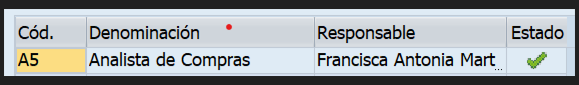 Cód. Denominación Responsable Estado
A5 Analista de Compras Francisca Antonia Mart...